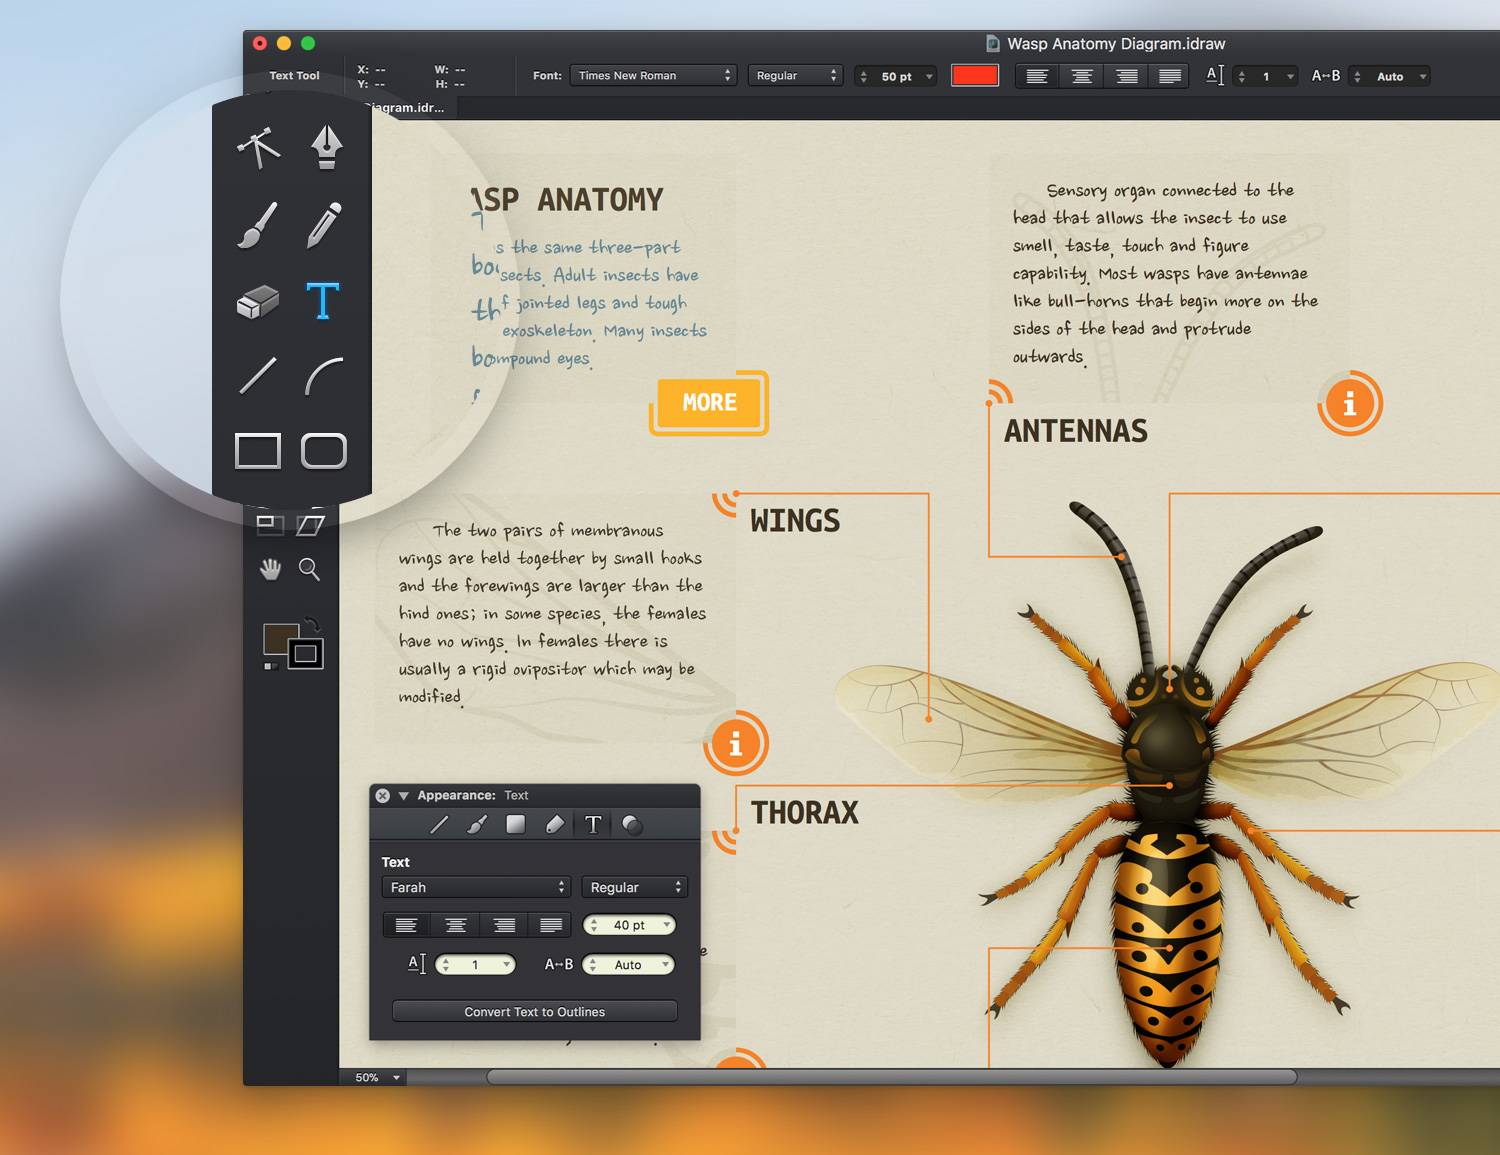 Wasp Anatomy Diagram.idraw
Text Tool
X: --
W: --
Y: --
H: --
Font:
Times New Roman
Regular
50 pt
A
1
A↔B
Auto
Diagram.idr...
T
ASP ANATOMY
s the same three-part
sects. Adult insects have
f jointed legs and tough
exoskeleton. Many insects
ompound eyes.
MORE
Sensory organ connected to the
head that allows the insect to use
smell, taste, touch and figure
capability. Most wasps have antennae
like bull-horns that begin more on the
sides of the head and protrude
outwards.
i
ANTENNAS
WINGS
The two pairs of membranous
wings are held together by small hooks
and the forewings are larger than the
hind ones; in some species, the females
have no wings. In females there is
usually a rigid ovipositor which may be
modified.
i
THORAX
Appearance: Text
T
Text
Farah
Regular
40 pt
A
1
A↔B
Auto
Convert Text to Outlines
50%